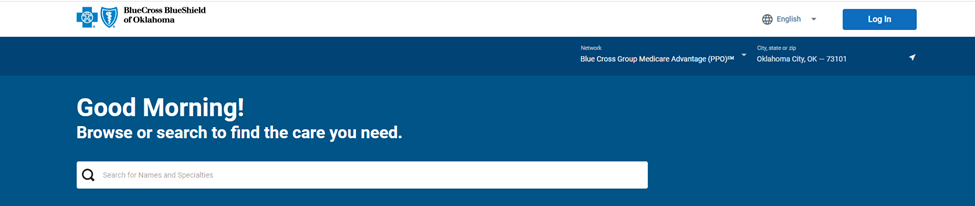 BlueCross BlueShield
of Oklahoma
English
Log In
Network
Blue Cross Group Medicare Advantage (PPO)℠
City, state or zip
Oklahoma City, OK — 73101
Good Morning!
Browse or search to find the care you need.
Search for Names and Specialties